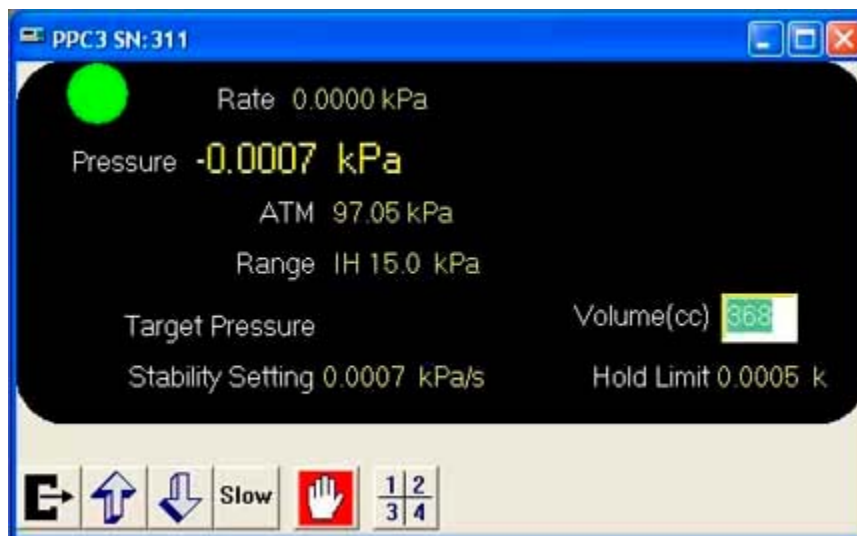 PPC3 SN:311
Rate 0.0000 kPa
Pressure -0.0007 kPa
ATM 97.05 kPa
Range IH 15.0 kPa
Target Pressure
Volume(cc) 368
Stability Setting 0.0007 kPa/s
Hold Limit 0.0005 k
Slow
1 2
3 4